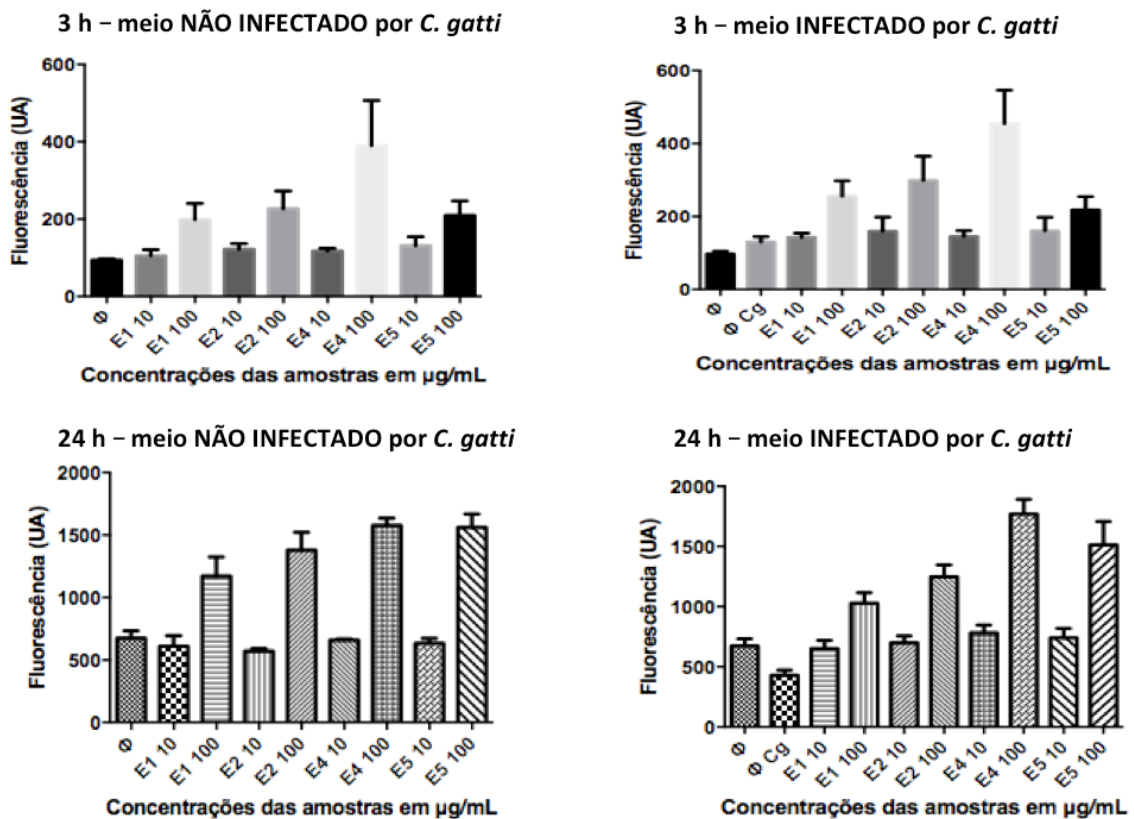 3 h – meio NÃO INFECTADO por C. gatti
Fluorescência (UA)
600
400
200
0
Φ
E1 10
E1 100
E2 10
E2 100
E4 10
E4 100
E5 10
E5 100
Concentrações das amostras em µg/mL
3 h – meio INFECTADO por C. gatti
Fluorescência (UA)
600
400
200
0
Φ
Φ Cg
E1 10
E1 100
E2 10
E2 100
E4 10
E4 100
E5 10
E5 100
Concentrações das amostras em µg/mL
24 h – meio NÃO INFECTADO por C. gatti
Fluorescência (UA)
2000
1500
1000
500
0
Φ
E1 10
E1 100
E2 10
E2 100
E4 10
E4 100
E5 10
E5 100
Concentrações das amostras em µg/mL
24 h – meio INFECTADO por C. gatti
Fluorescência (UA)
2000
1500
1000
500
0
Φ
Φ Cg
E1 10
E1 100
E2 10
E2 100
E4 10
E4 100
E5 10
E5 100
Concentrações das amostras em µg/mL